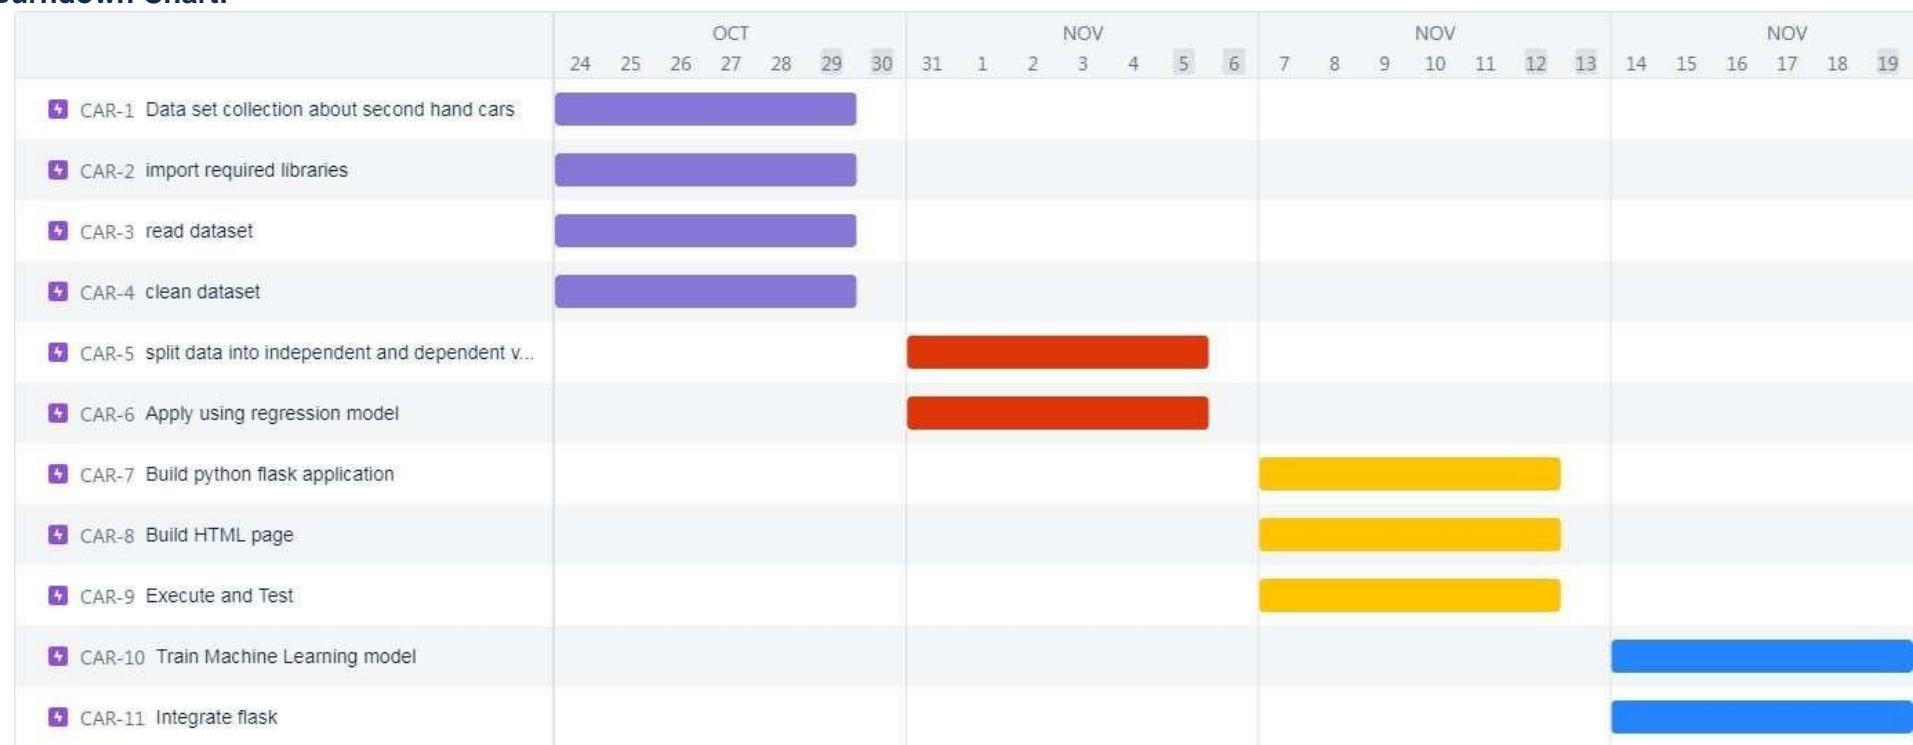 OCT NOV NOV NOV
24 25 26 27 28 29 30 31 1 2 3 4 5 6 7 8 9 10 11 12 13 14 15 16 17 18 19
CAR-1 Data set collection about second hand cars
CAR-2 import required libraries
CAR-3 read dataset
CAR-4 clean dataset
CAR-5 split data into independent and dependent v...
CAR-6 Apply using regression model
CAR-7 Build python flask application
CAR-8 Build HTML page
CAR-9 Execute and Test
CAR-10 Train Machine Learning model
CAR-11 Integrate flask